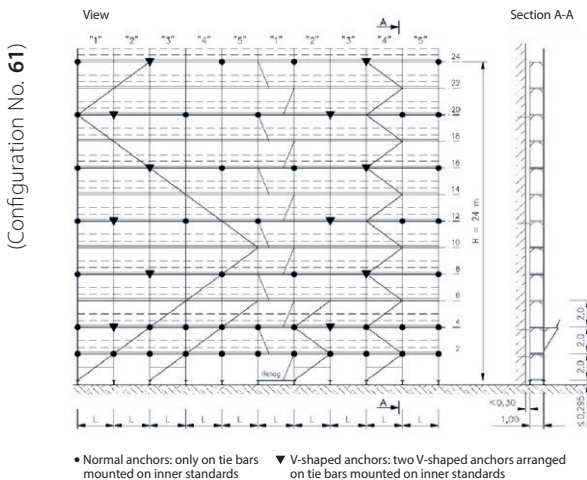 View
Section A-A
(Configuration No. 61)
A
"1" "2" "3" "4" "5" "1" "2" "3" "4" "5"
24
22
20
18
16
14
12
10
8
6
4
2
H = 24 m
2,0
2,0
2,0
≤0,295
A
<0,30
1,00
L L L L L L L L L L
• Normal anchors: only on tie bars mounted on inner standards
▼ V-shaped anchors: two V-shaped anchors arranged on tie bars mounted on inner standards